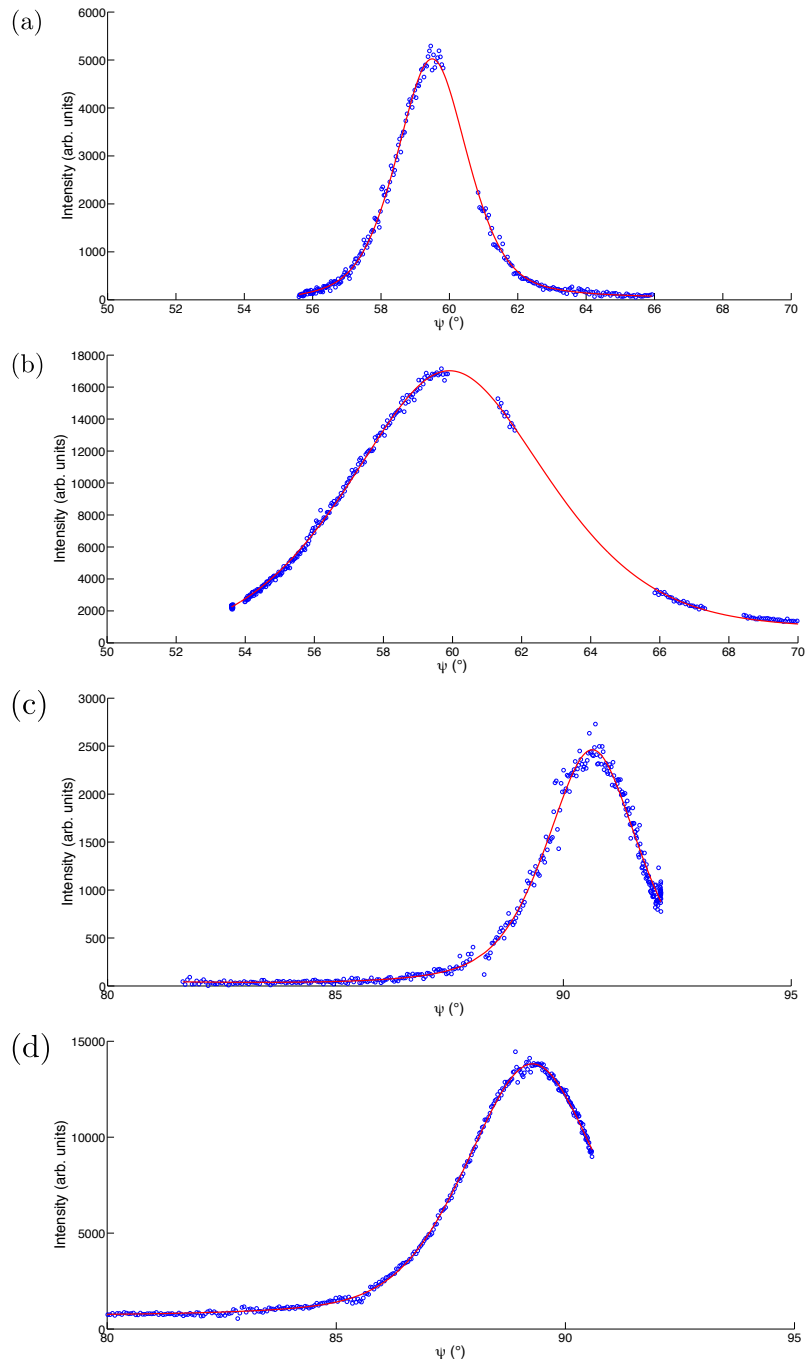 (a)
Intensity (arb. units)
6000
5000
4000
3000
2000
1000
0
50 52 54 56 58 60 62 64 66 68 70
ψ (°)
(b)
Intensity (arb. units)
18000
16000
14000
12000
10000
8000
6000
4000
2000
0
50 52 54 56 58 60 62 64 66 68 70
ψ (°)
(c)
Intensity (arb. units)
3000
2500
2000
1500
1000
500
0
80 85 90 95
ψ (°)
(d)
Intensity (arb. units)
15000
10000
5000
0
80 85 90 95
ψ (°)